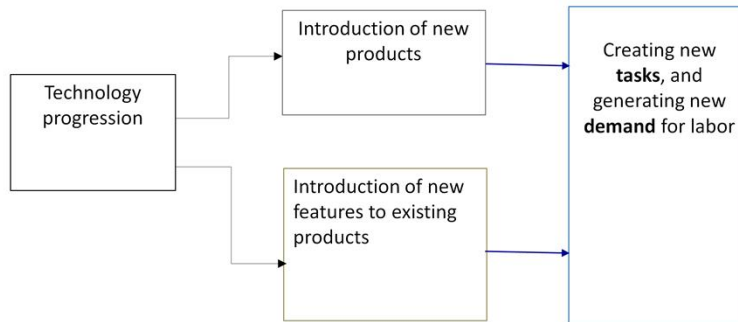 Technology
progression
Introduction of new
products
Introduction of new
features to existing
products
Creating new
tasks, and
generating new
demand for labor